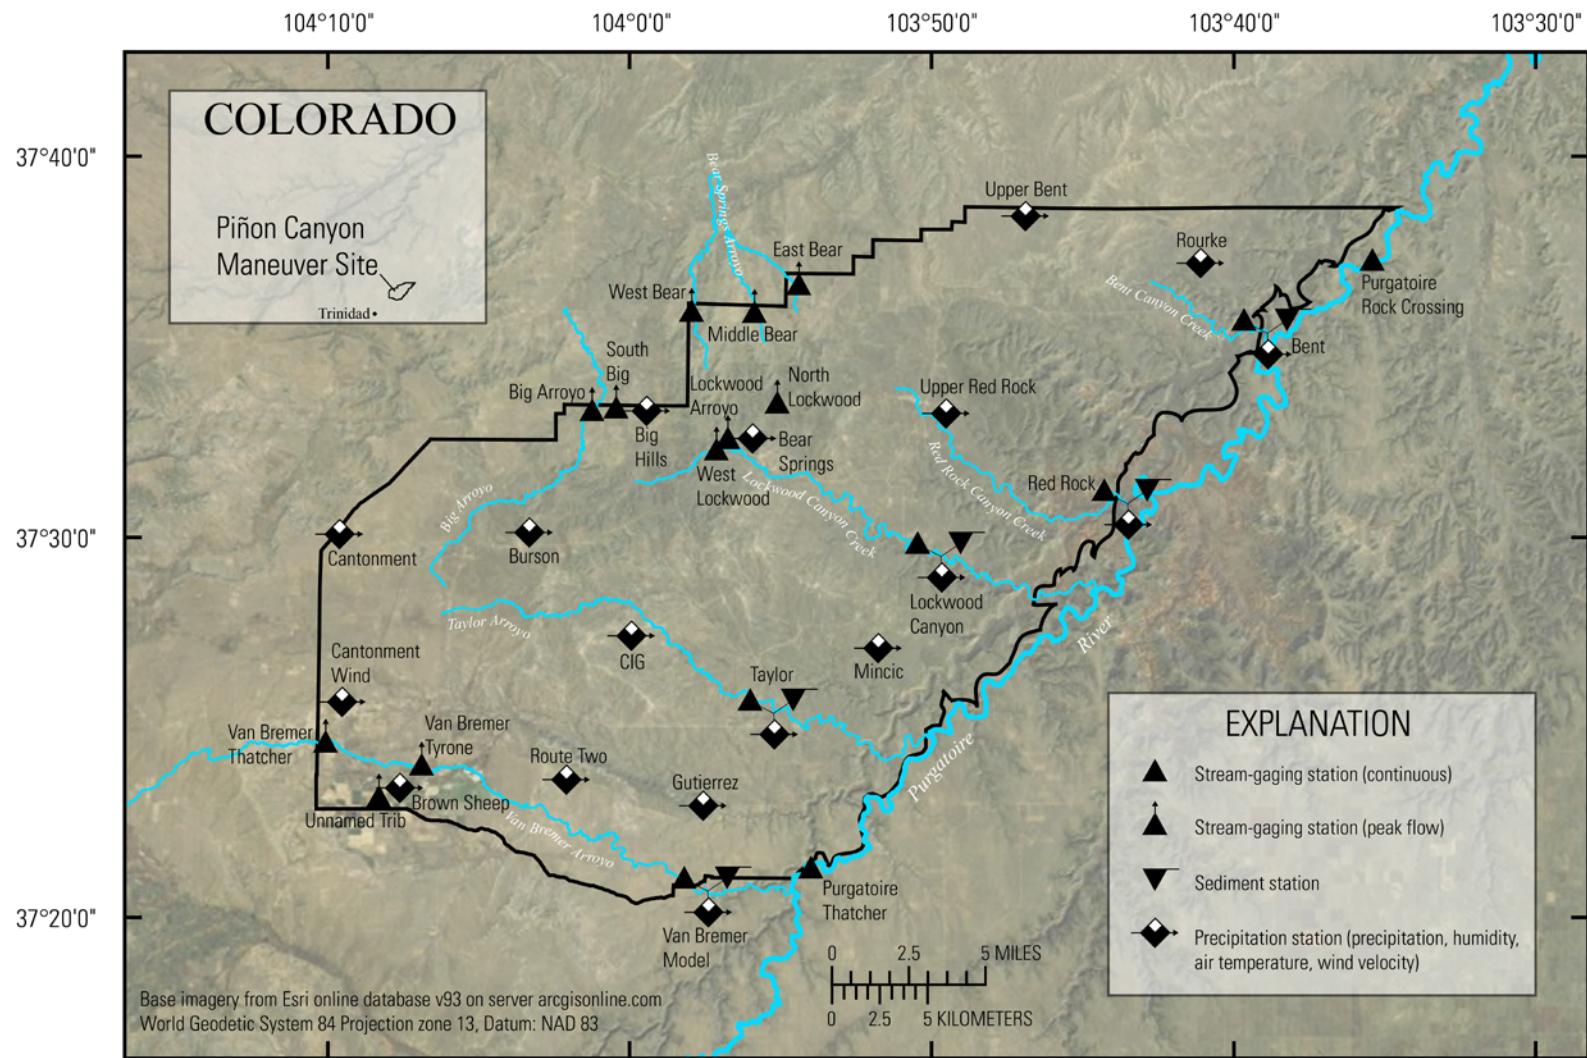 104°10'0" 104°0'0" 103°50'0" 103°40'0" 103°30'0"
37°40'0"
37°30'0"
37°20'0"
COLORADO
Piñon Canyon
Maneuver Site
Trinidad
Bear Springs Arroyo
Upper Bent
East Bear
Rourke
West Bear
Middle Bear
Bent Canyon
Creek
Purgatoire
Rock Crossing
Bent
South
Big
Big Arroyo
Lockwood
Arroyo
North
Lockwood
Upper Red Rock
Big
Hills
Bear
Springs
West
Lockwood
Big Arroyo
Lockwood Canyon
Creek
Red Rock Canyon Creek
Red Rock
Cantonment
Burson
Lockwood
Canyon
Taylor Arroyo
CIG
Mincic
River
Cantonment
Wind
Taylor
Van Bremer
Thatcher
Van Bremer
Tyrone
Route Two
Gutierrez
Purgatoire
Brown Sheep
Unnamed Trib
Van Bremer Arroyo
Purgatoire
Thatcher
Van Bremer
Model
EXPLANATION
Stream-gaging station (continuous)
Stream-gaging station (peak flow)
Sediment station
Precipitation station (precipitation, humidity,
air temperature, wind velocity)
0 2.5 5 MILES
0 2.5 5 KILOMETERS
Base imagery from Esri online database v93 on server arcgisonline.com
World Geodetic System 84 Projection zone 13, Datum: NAD 83